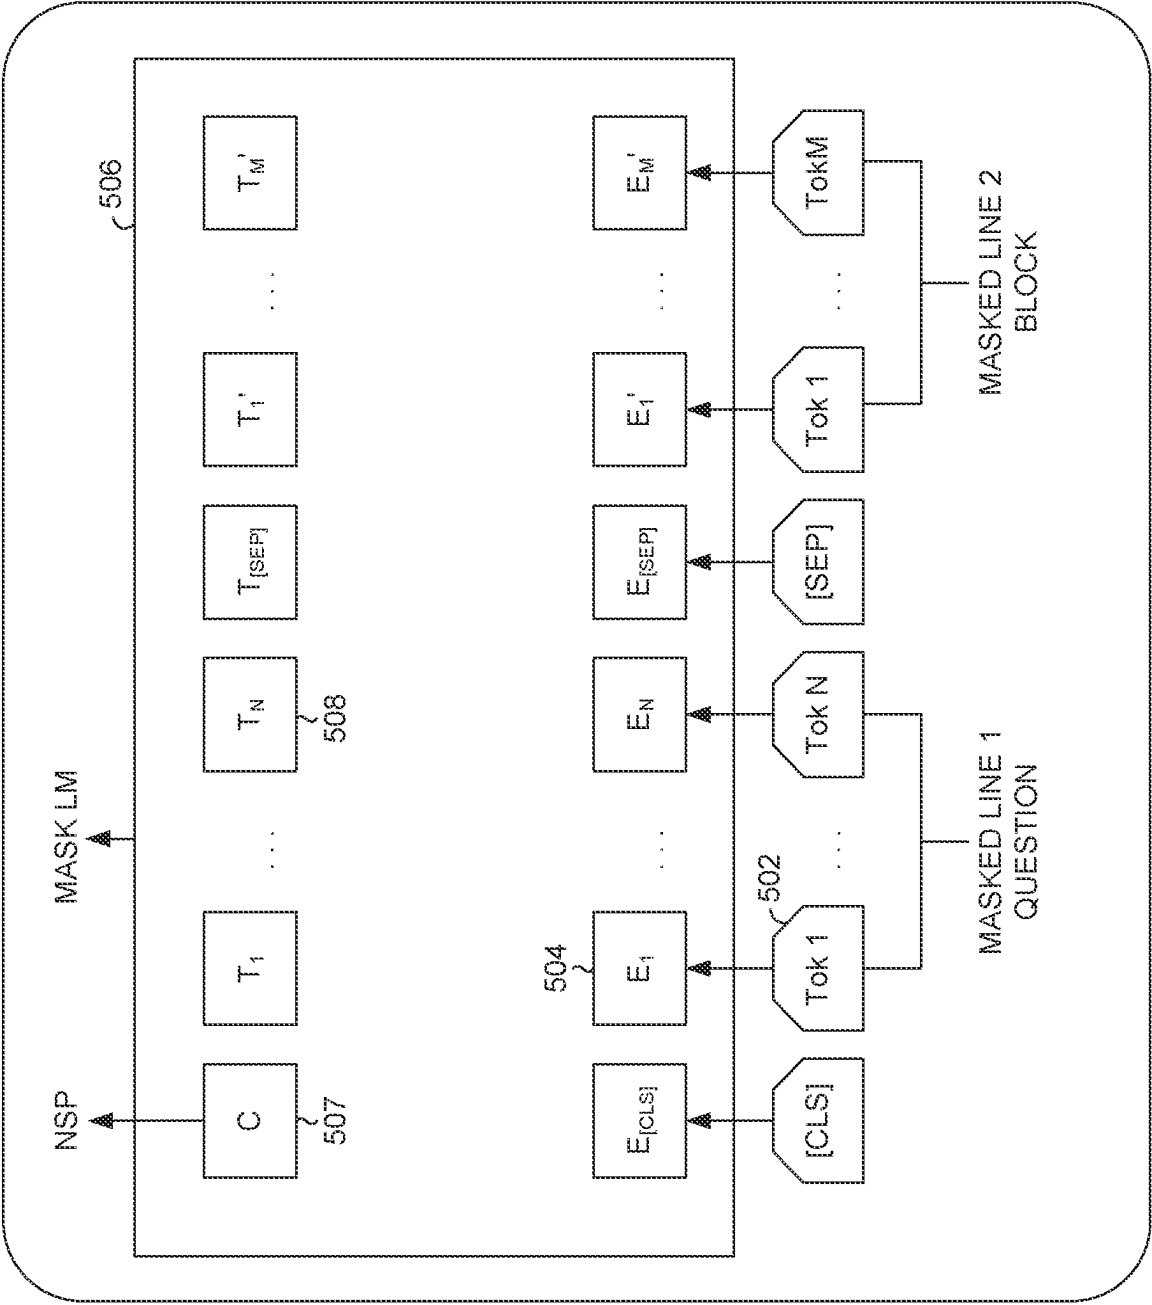 NSP
MASK LM
506
C
T1
. . .
TN
T[SEP]
T1'
. . .
TM'
507
508
504
E[CLS]
E1
. . .
EN
E[SEP]
E1'
. . .
EM'
502
[CLS]
Tok 1
. . .
Tok N
[SEP]
Tok 1
. . .
TokM
MASKED LINE 1
QUESTION
MASKED LINE 2
BLOCK